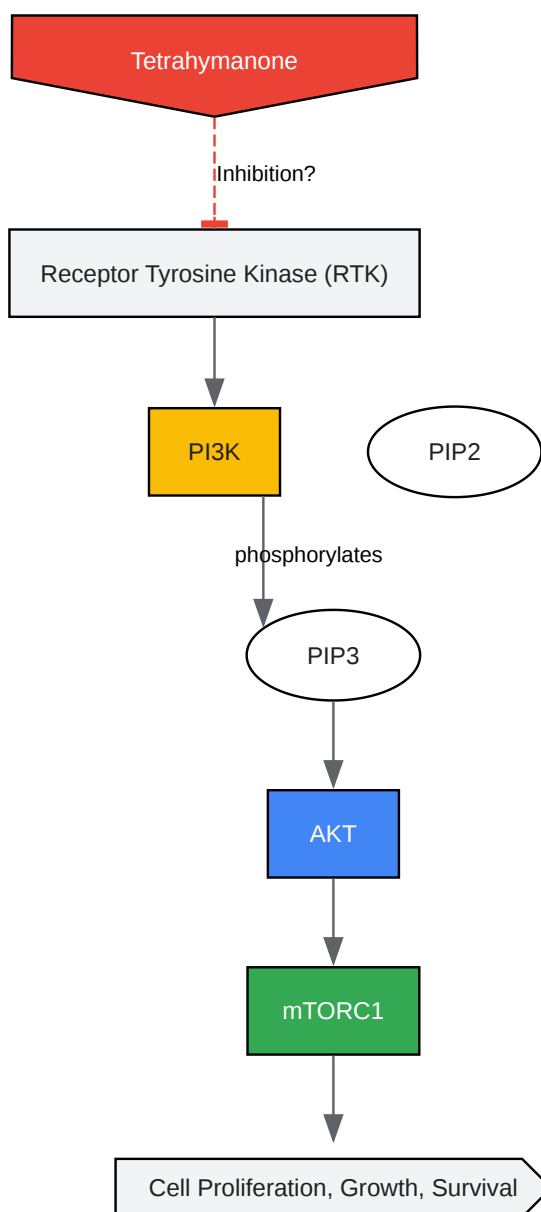 Tetrahymanone
Inhibition?
Receptor Tyrosine Kinase (RTK)
PI3K
PIP2
phosphorylates
PIP3
AKT
mTORC1
Cell Proliferation, Growth, Survival